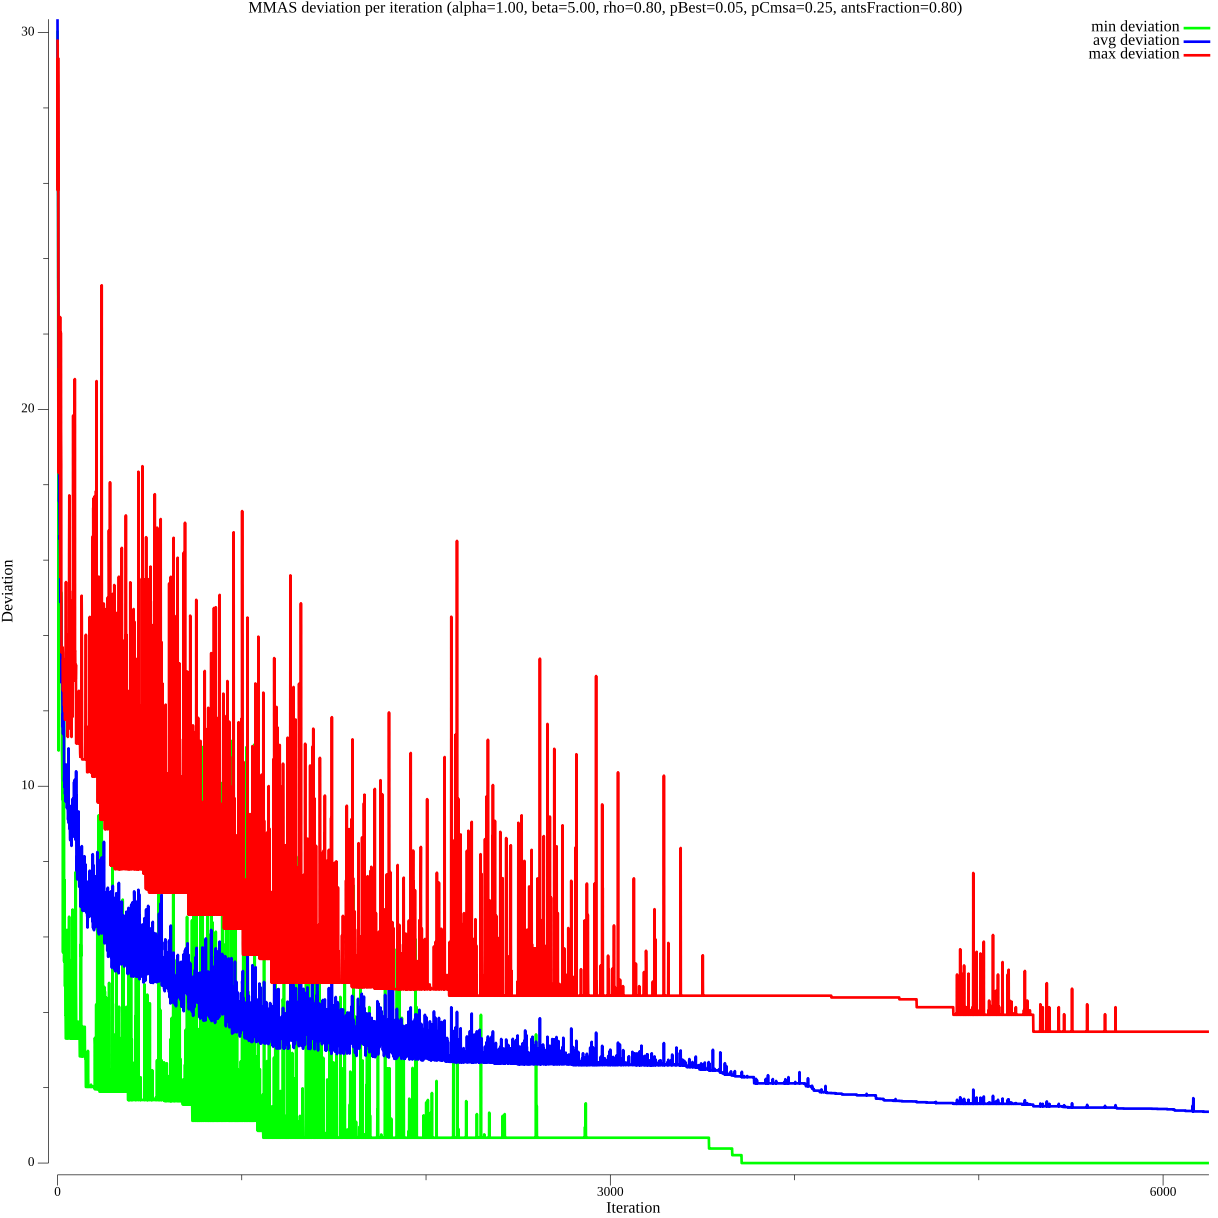 MMAS deviation per iteration (alpha=1.00, beta=5.00, rho=0.80, pBest=0.05, pCmsa=0.25, antsFraction=0.80)
min deviation
avg deviation
max deviation
30
20
10
0
Deviation
0
3000
6000
Iteration